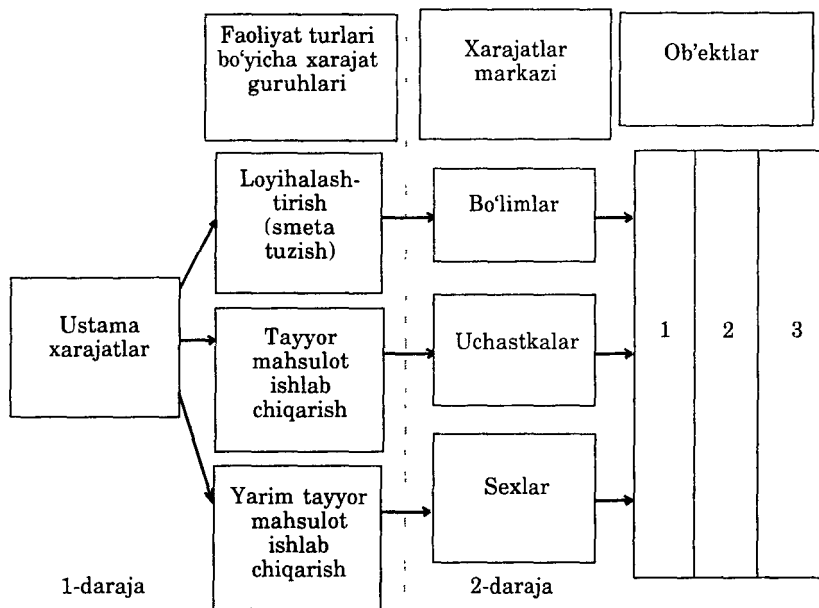 Faoliyat turlari
bo‘yicha xarajat
guruhlari
Xarajatlar
markazi
Ob'ektlar
Loyihalash-
tirish
(smeta
tuzish)
Bo‘limlar
Ustama
xarajatlar
Tayyor
mahsulot
ishlab
chiqarish
Uchastkalar
1
2
3
Yarim tayyor
mahsulot
ishlab
chiqarish
Sexlar
1-daraja
2-daraja